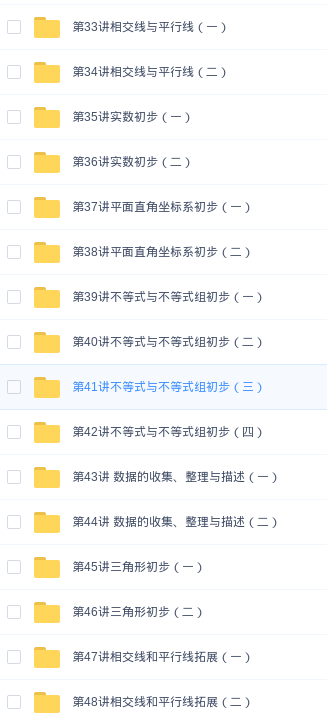 第33讲相交线与平行线（一）
第34讲相交线与平行线（二）
第35讲实数初步（一）
第36讲实数初步（二）
第37讲平面直角坐标系初步（一）
第38讲平面直角坐标系初步（二）
第39讲不等式与不等式组初步（一）
第40讲不等式与不等式组初步（二）
第41讲不等式与不等式组初步（三）
第42讲不等式与不等式组初步（四）
第43讲 数据的收集、整理与描述（一）
第44讲 数据的收集、整理与描述（二）
第45讲三角形初步（一）
第46讲三角形初步（二）
第47讲相交线和平行线拓展（一）
第48讲相交线和平行线拓展（二）